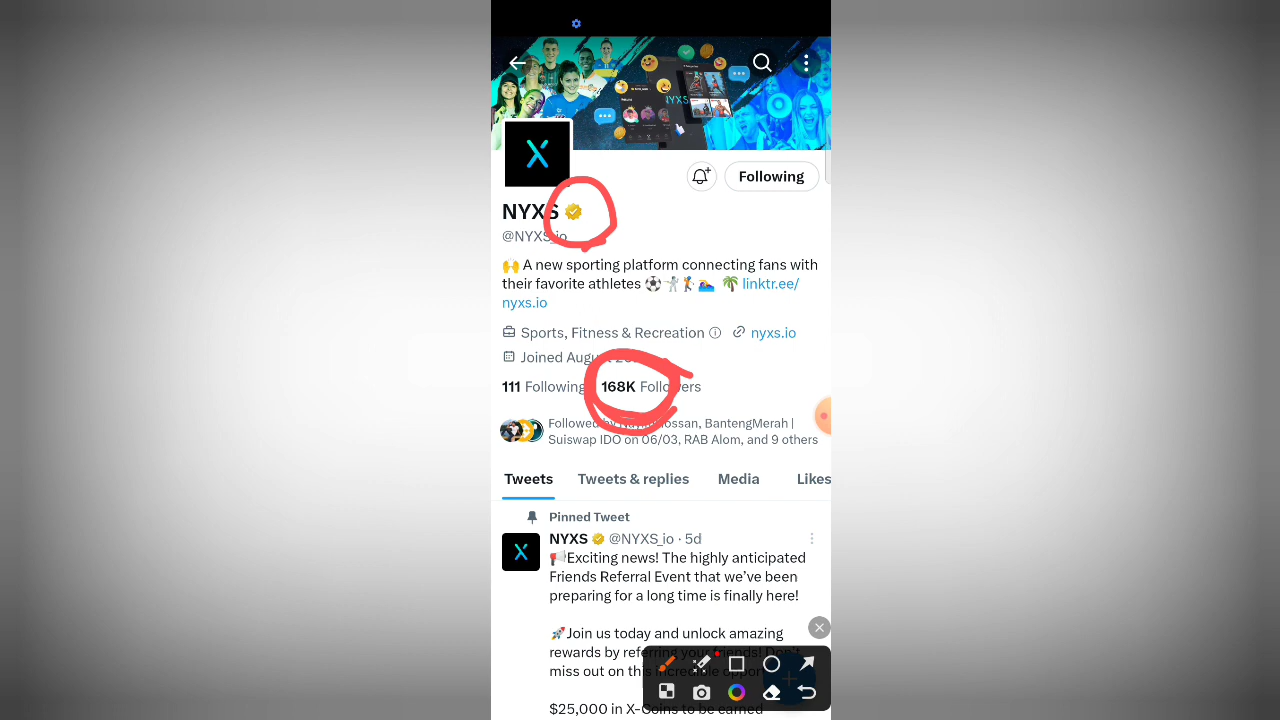 NYXS
Following
NYXS
@NYXS_io
🙌 A new sporting platform connecting fans with
their favorite athletes ⚽🤺🏌🏊 🌴 linktr.ee/
nyxs.io
Sports, Fitness & Recreation nyxs.io
Joined August
111 Following 168K Followers
Followed by Hossan, BantengMerah |
Suiswap IDO on 06/03, RAB Alom, and 9 others
Tweets Tweets & replies Media Likes
Pinned Tweet
NYXS @NYXS_io · 5d
📢Exciting news! The highly anticipated
Friends Referral Event that we’ve been
preparing for a long time is finally here!
🚀Join us today and unlock amazing
rewards by referring your friends! Don’t
miss out on this incredible
$25,000 in X-Coins to be earned